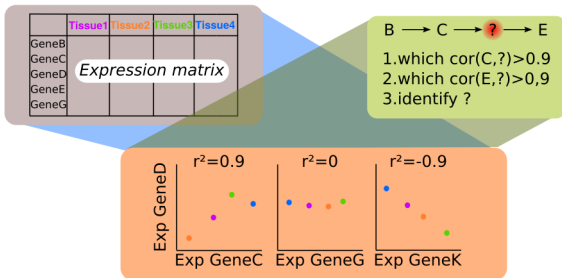 Tissue1 Tissue2 Tissue3 Tissue4
GeneB
GeneC
GeneD
GeneE
GeneG
Expression matrix
B C ? E
1.which cor(C,?)>0.9
2.which cor(E,?)>0,9
3.identify ?
r²=0.9 r²=0 r²=-0.9
Exp GeneD
Exp GeneC Exp GeneG Exp GeneK